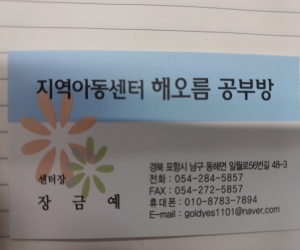 지역아동센터 해오름 공부방
센터장
장 금 예
경북 포항시 남구 동해면 일월로56번길 48-3
전화 : 054-284-5857
FAX : 054-272-5857
휴대폰 : 010-8783-7894
E-mail : goldyes1101@naver.com